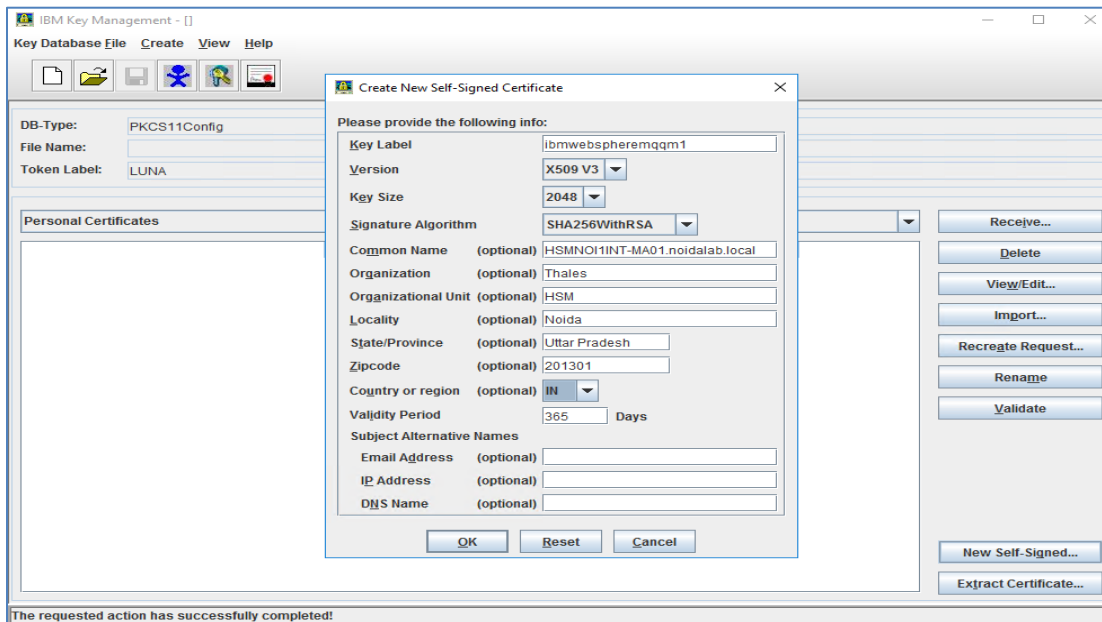 IBM Key Management - []
Key Database File Create View Help
Create New Self-Signed Certificate
DB-Type: PKCS11Config
File Name:
Token Label: LUNA
Personal Certificates
Please provide the following info:
Key Label ibmwebspheremqqm1
Version X509 V3
Key Size 2048
Signature Algorithm SHA256WithRSA
Common Name (optional) HSMNOI1INT-MA01.noidalab.local
Organization (optional) Thales
Organizational Unit (optional) HSM
Locality (optional) Noida
State/Province (optional) Uttar Pradesh
Zipcode (optional) 201301
Country or region (optional) IN
Validity Period 365 Days
Subject Alternative Names
Email Address (optional)
IP Address (optional)
DNS Name (optional)
OK Reset Cancel
Receive...
Delete
View/Edit...
Import...
Recreate Request...
Rename
Validate
New Self-Signed...
Extract Certificate...
The requested action has successfully completed!